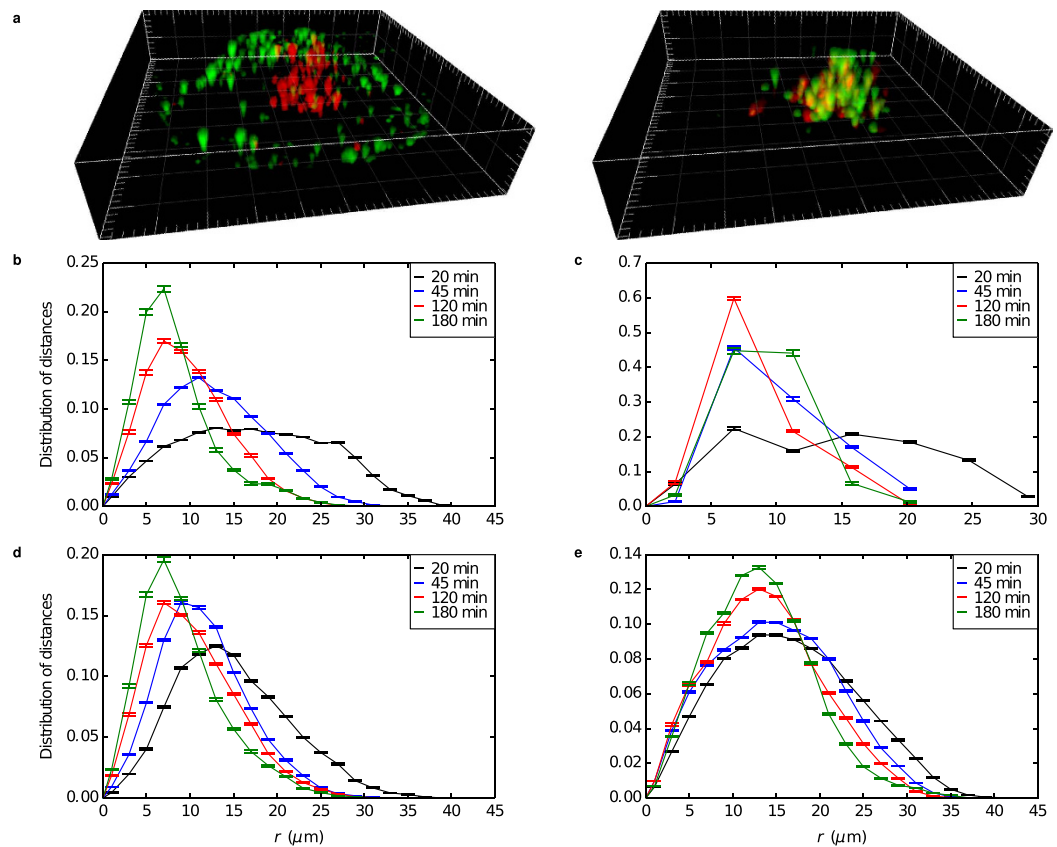 a
b
Distribution of distances
0.25
0.20
0.15
0.10
0.05
0.00
0 5 10 15 20 25 30 35 40 45
20 min
45 min
120 min
180 min
c
0.7
0.6
0.5
0.4
0.3
0.2
0.1
0.0
0 5 10 15 20 25 30
20 min
45 min
120 min
180 min
d
Distribution of distances
0.20
0.15
0.10
0.05
0.00
0 5 10 15 20 25 30 35 40 45
r (μm)
20 min
45 min
120 min
180 min
e
0.14
0.12
0.10
0.08
0.06
0.04
0.02
0.00
0 5 10 15 20 25 30 35 40 45
r (μm)
20 min
45 min
120 min
180 min